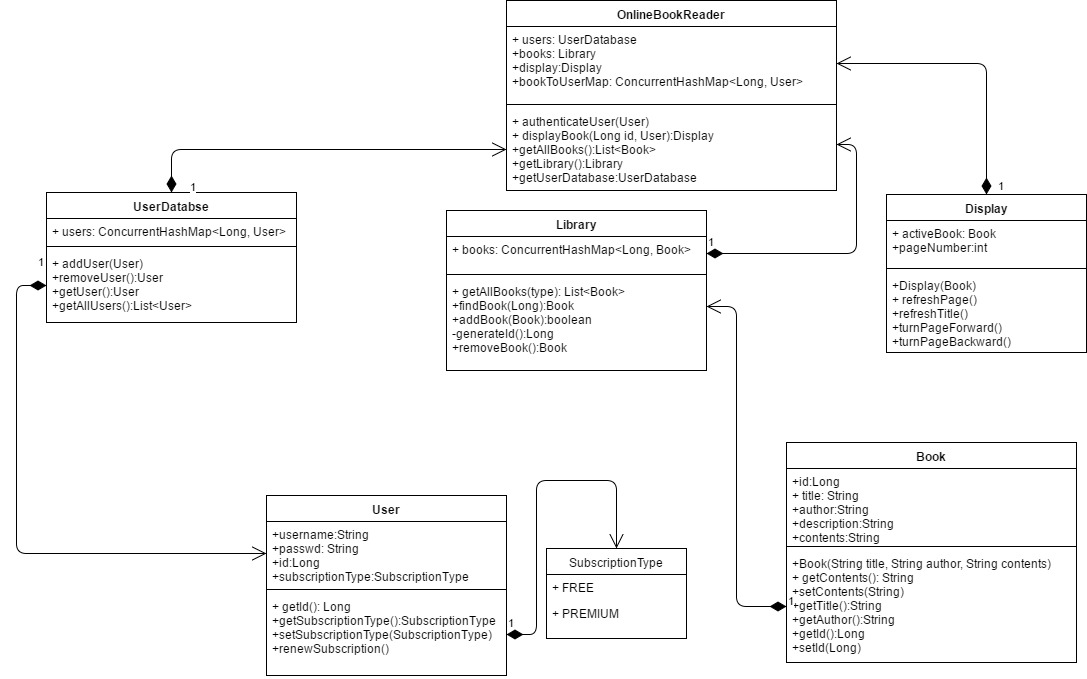 OnlineBookReader
+ users: UserDatabase
+books: Library
+display:Display
+bookToUserMap: ConcurrentHashMap<Long, User>
+ authenticateUser(User)
+ displayBook(Long id, User):Display
+getAllBooks():List<Book>
+getLibrary():Library
+getUserDatabase:UserDatabase
1
UserDatabse
+ users: ConcurrentHashMap<Long, User>
+ addUser(User)
+removeUser():User
+getUser():User
+getAllUsers():List<User>
1
Library
+ books: ConcurrentHashMap<Long, Book>
+ getAllBooks(type): List<Book>
+findBook(Long):Book
+addBook(Book):boolean
-generateId():Long
+removeBook():Book
1
1
Display
+ activeBook: Book
+pageNumber:int
+Display(Book)
+ refreshPage()
+refreshTitle()
+turnPageForward()
+turnPageBackward()
User
+username:String
+passwd: String
+id:Long
+subscriptionType:SubscriptionType
+ getId(): Long
+getSubscriptionType():SubscriptionType
+setSubscriptionType(SubscriptionType)
+renewSubscription()
1
SubscriptionType
+ FREE
+ PREMIUM
Book
+id:Long
+ title: String
+author:String
+description:String
+contents:String
+Book(String title, String author, String contents)
+ getContents(): String
+setContents(String)
+getTitle():String
+getAuthor():String
+getId():Long
+setId(Long)
1